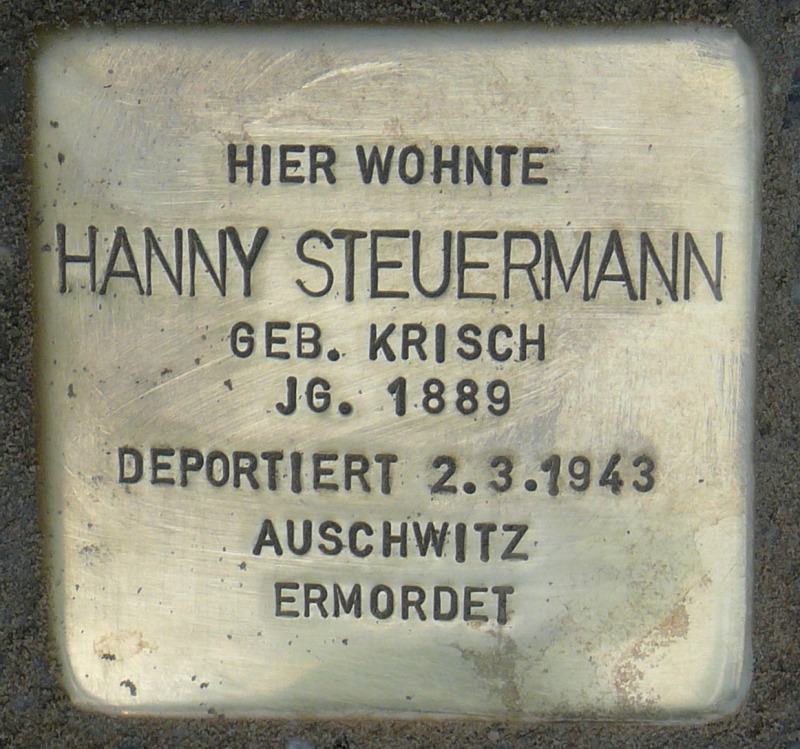 HIER WOHNTE
HANNY STEUERMANN
GEB. KRISCH
JG. 1889
DEPORTIERT 2.3.1943
AUSCHWITZ
ERMORDET